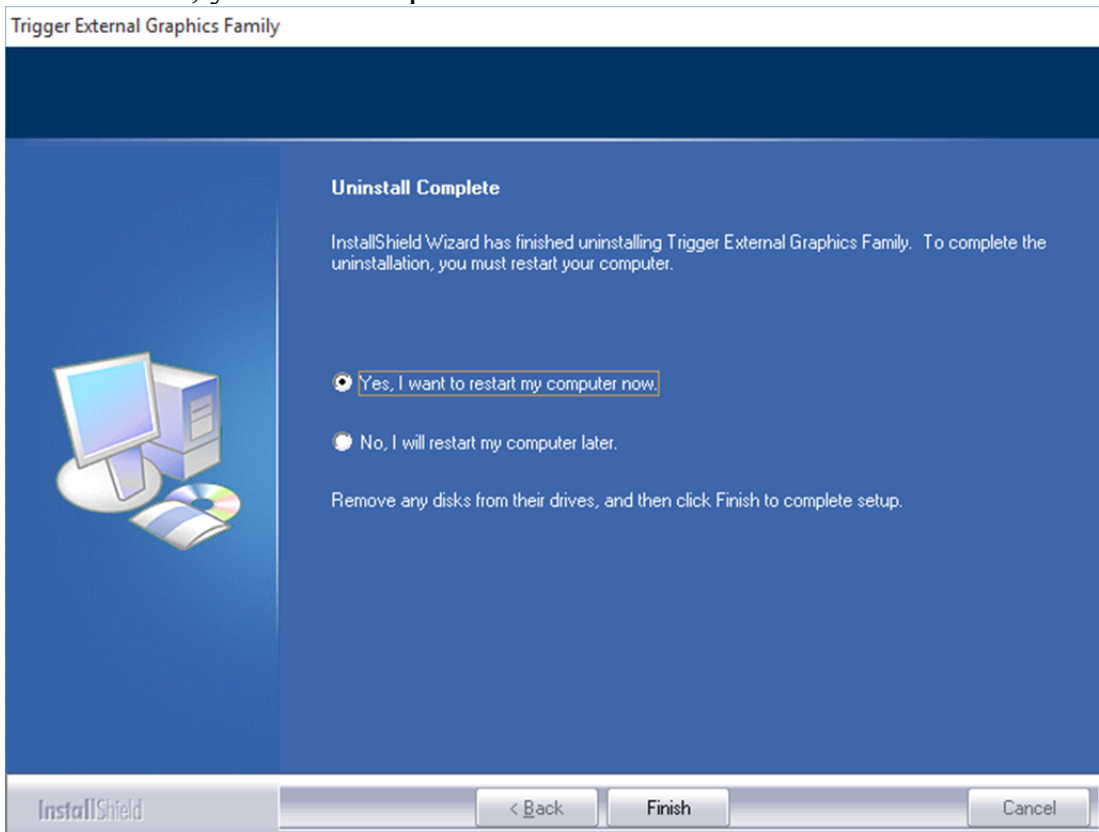 Trigger External Graphics Family
Uninstall Complete
InstallShield Wizard has finished uninstalling Trigger External Graphics Family. To complete the
uninstallation, you must restart your computer.
Yes, I want to restart my computer now.
No, I will restart my computer later.
Remove any disks from their drives, and then click Finish to complete setup.
InstallShield
< Back
Finish
Cancel